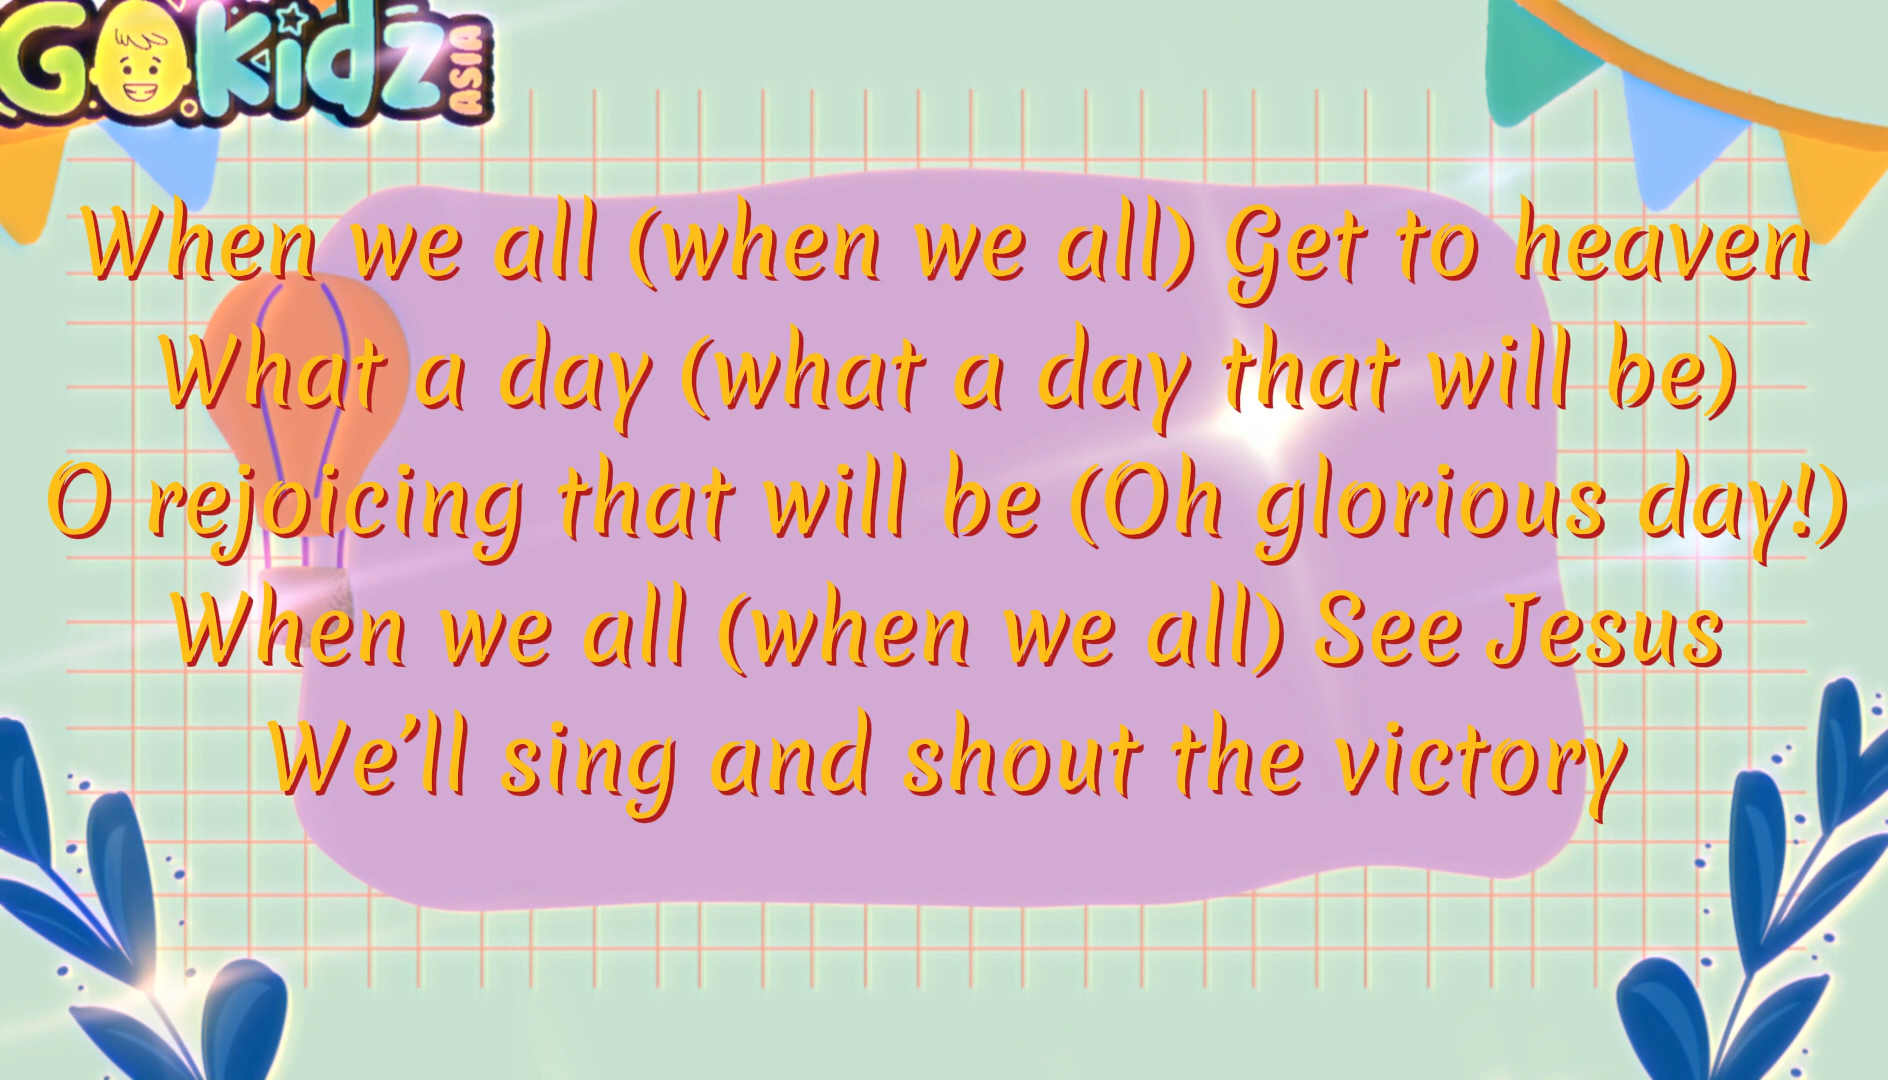 GOKidz ASIA
When we all (when we all) Get to heaven
What a day (what a day that will be)
O rejoicing that will be (Oh glorious day!)
When we all (when we all) See Jesus
We’ll sing and shout the victory